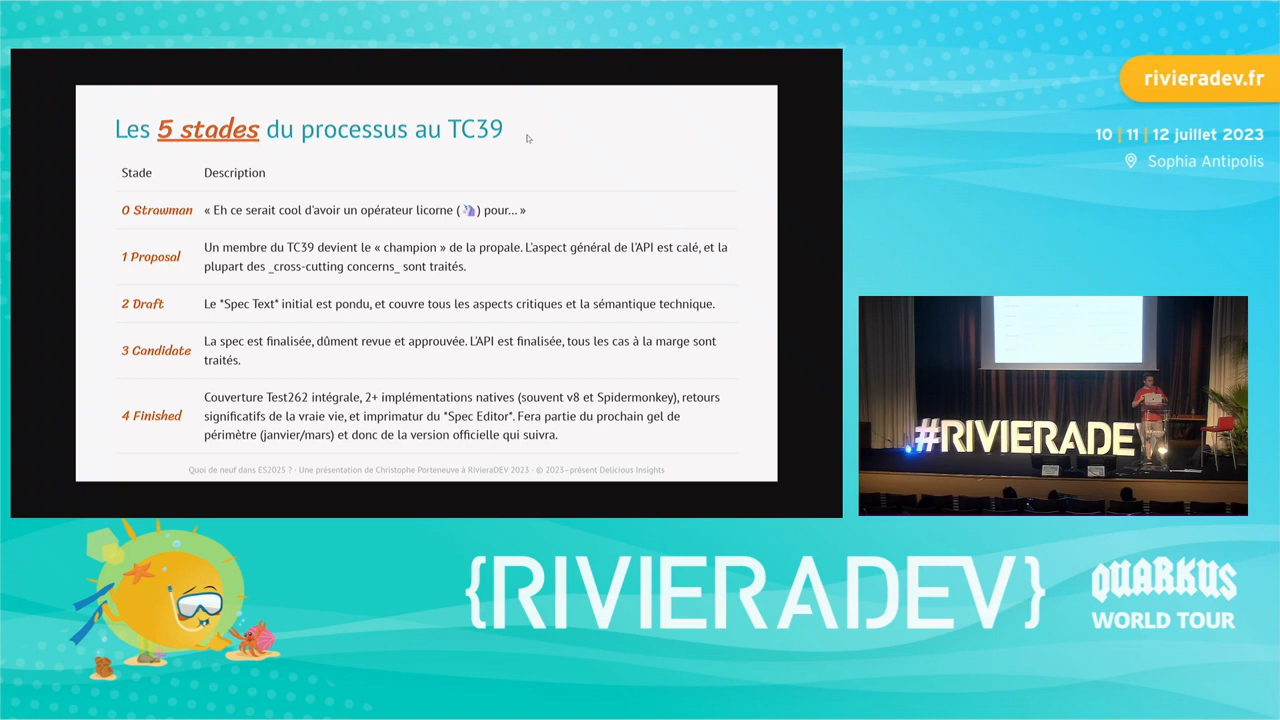 Les 5 stades du processus au TC39
Stade Description
0 Strawman « Eh ce serait cool d'avoir un opérateur licorne (🦄) pour... »
1 Proposal Un membre du TC39 devient le « champion » de la propale. L'aspect général de l'API est calé, et la
plupart des _cross-cutting concerns_ sont traités.
2 Draft Le *Spec Text* initial est pondu, et couvre tous les aspects critiques et la sémantique technique.
3 Candidate La spec est finalisée, dûment revue et approuvée. L'API est finalisée, tous les cas à la marge sont
traités.
4 Finished Couverture Test262 intégrale, 2+ implémentations natives (souvent v8 et Spidermonkey), retours
significatifs de la vraie vie, et imprimatur du *Spec Editor*. Fera partie du prochain gel de
périmètre (janvier/mars) et donc de la version officielle qui suivra.
Quoi de neuf dans ES2025 ? · Une présentation de Christophe Porteneuve à RivieraDEV 2023 · © 2023–présent Delicious Insights
rivieradev.fr
10 | 11 | 12 juillet 2023
Sophia Antipolis
#RIVIERADE
{RIVIERADEV}
QUARKUS
WORLD TOUR